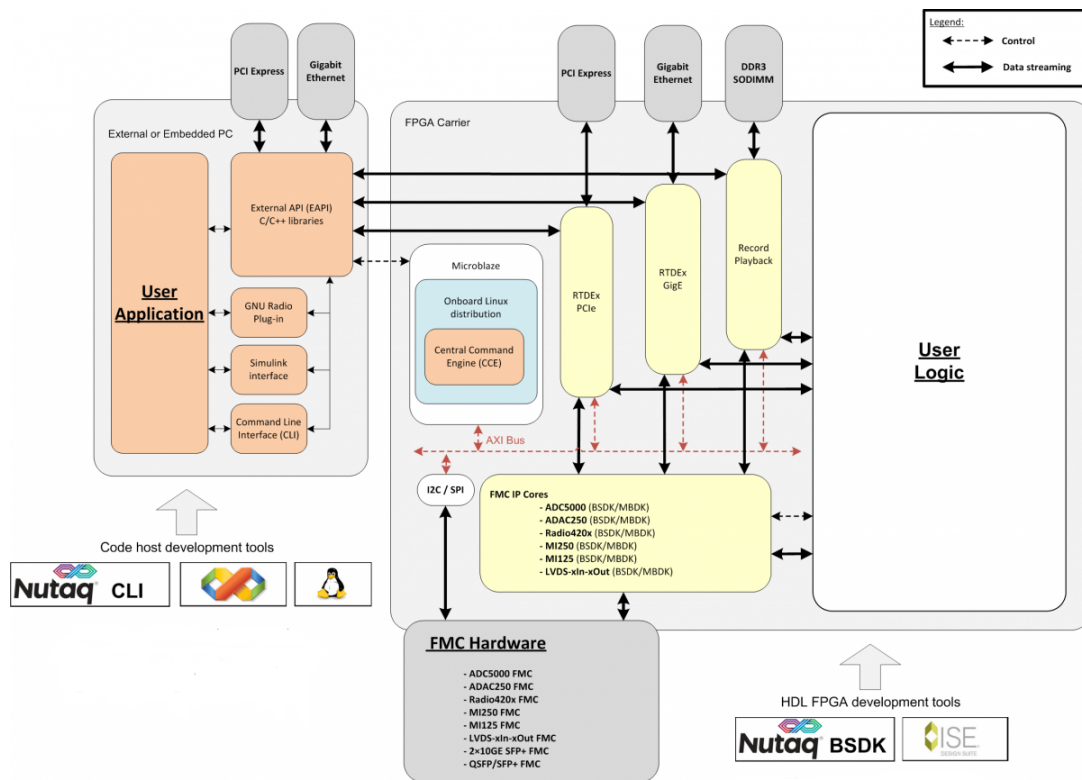 Legend:
Control
Data streaming
PCI Express
Gigabit
Ethernet
PCI Express
Gigabit
Ethernet
DDR3
SODIMM
External or Embedded PC
FPGA Carrier
User
Application
External API (EAPI)
C/C++ libraries
GNU Radio
Plug-in
Simulink
interface
Command Line
Interface (CLI)
Microblaze
Onboard Linux
distribution
Central Command
Engine (CCE)
RTDEx
PCIe
RTDEx
GigE
Record
Playback
User
Logic
AXI Bus
I2C / SPI
FMC IP Cores
- ADC5000 (BSDK/MBDK)
- ADAC250 (BSDK/MBDK)
- Radio420x (BSDK/MBDK)
- MI250 (BSDK/MBDK)
- MI125 (BSDK/MBDK)
- LVDS-xIn-xOut (BSDK/MBDK)
Code host development tools
Nutaq® CLI
FMC Hardware
- ADC5000 FMC
- ADAC250 FMC
- Radio420x FMC
- MI250 FMC
- MI125 FMC
- LVDS-xIn-xOut FMC
- 2×10GE SFP+ FMC
- QSFP/SFP+ FMC
HDL FPGA development tools
Nutaq® BSDK
ISE
DESIGN SUITE